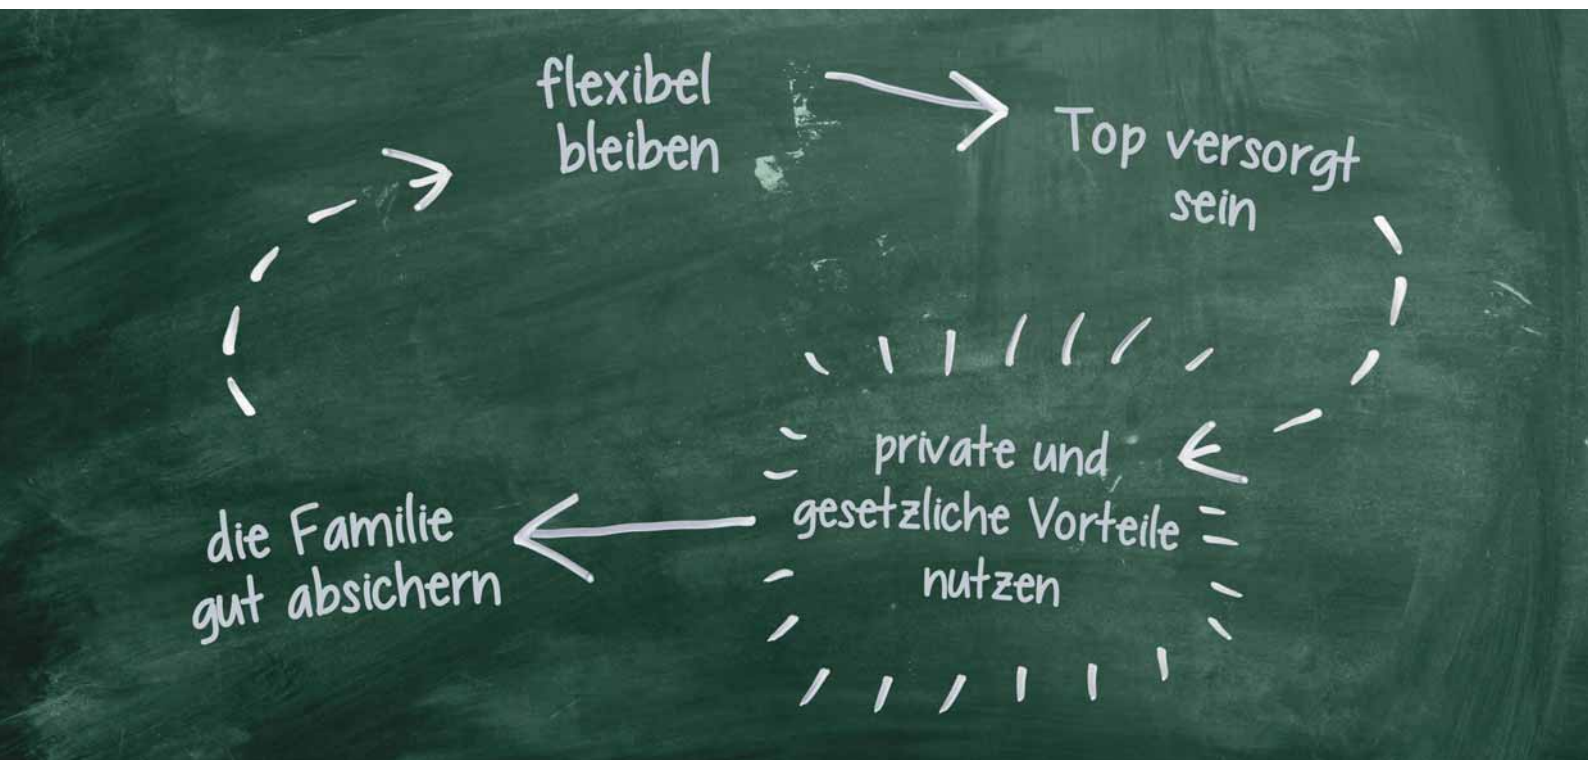 flexibel
bleiben
Top versorgt
sein
private und
gesetzliche Vorteile
nutzen
die Familie
gut absichern